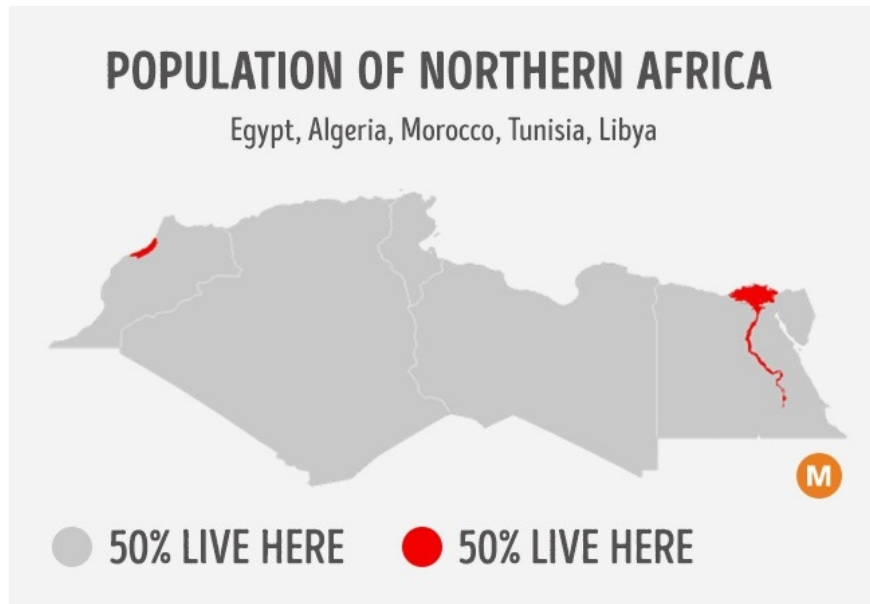 POPULATION OF NORTHERN AFRICA
Egypt, Algeria, Morocco, Tunisia, Libya
M
50% LIVE HERE
50% LIVE HERE